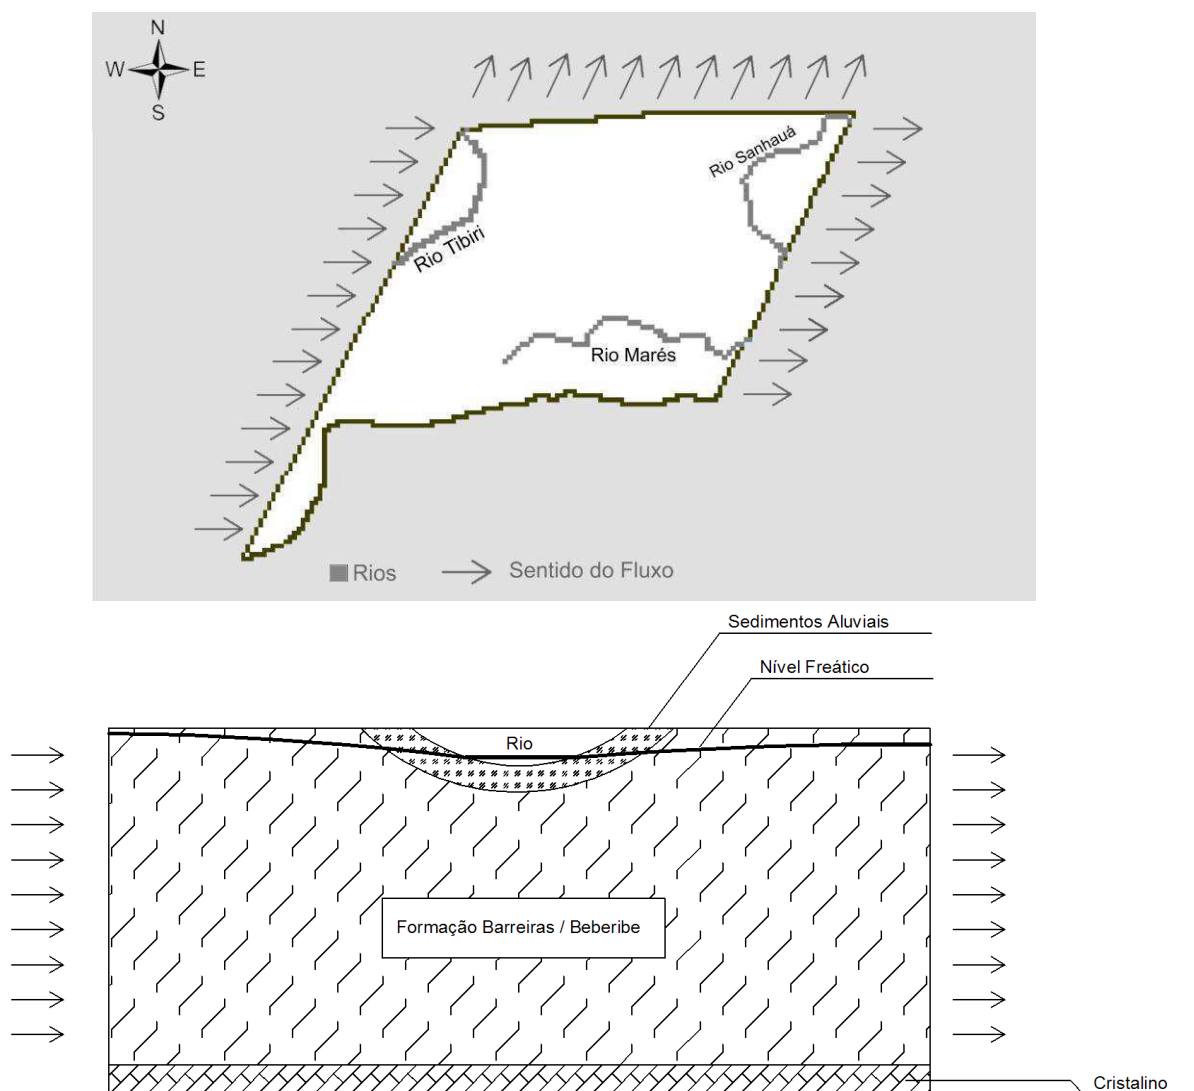 N
W E
S
Rio Sanhauá
Rio Tibiri
Rio Marés
Rios
Sentido do Fluxo
Sedimentos Aluviais
Nível Freático
Rio
Formação Barreiras / Beberibe
Cristalino